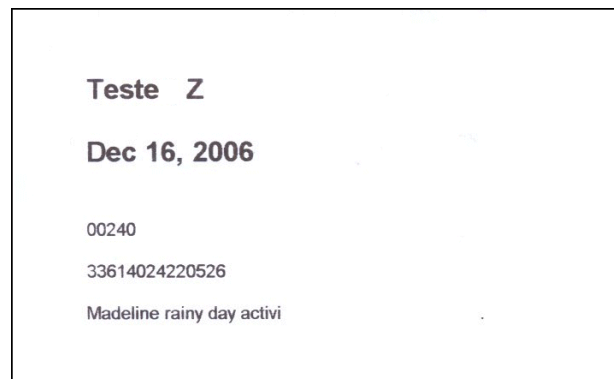 Teste Z
Dec 16, 2006
00240
33614024220526
Madeline rainy day activi